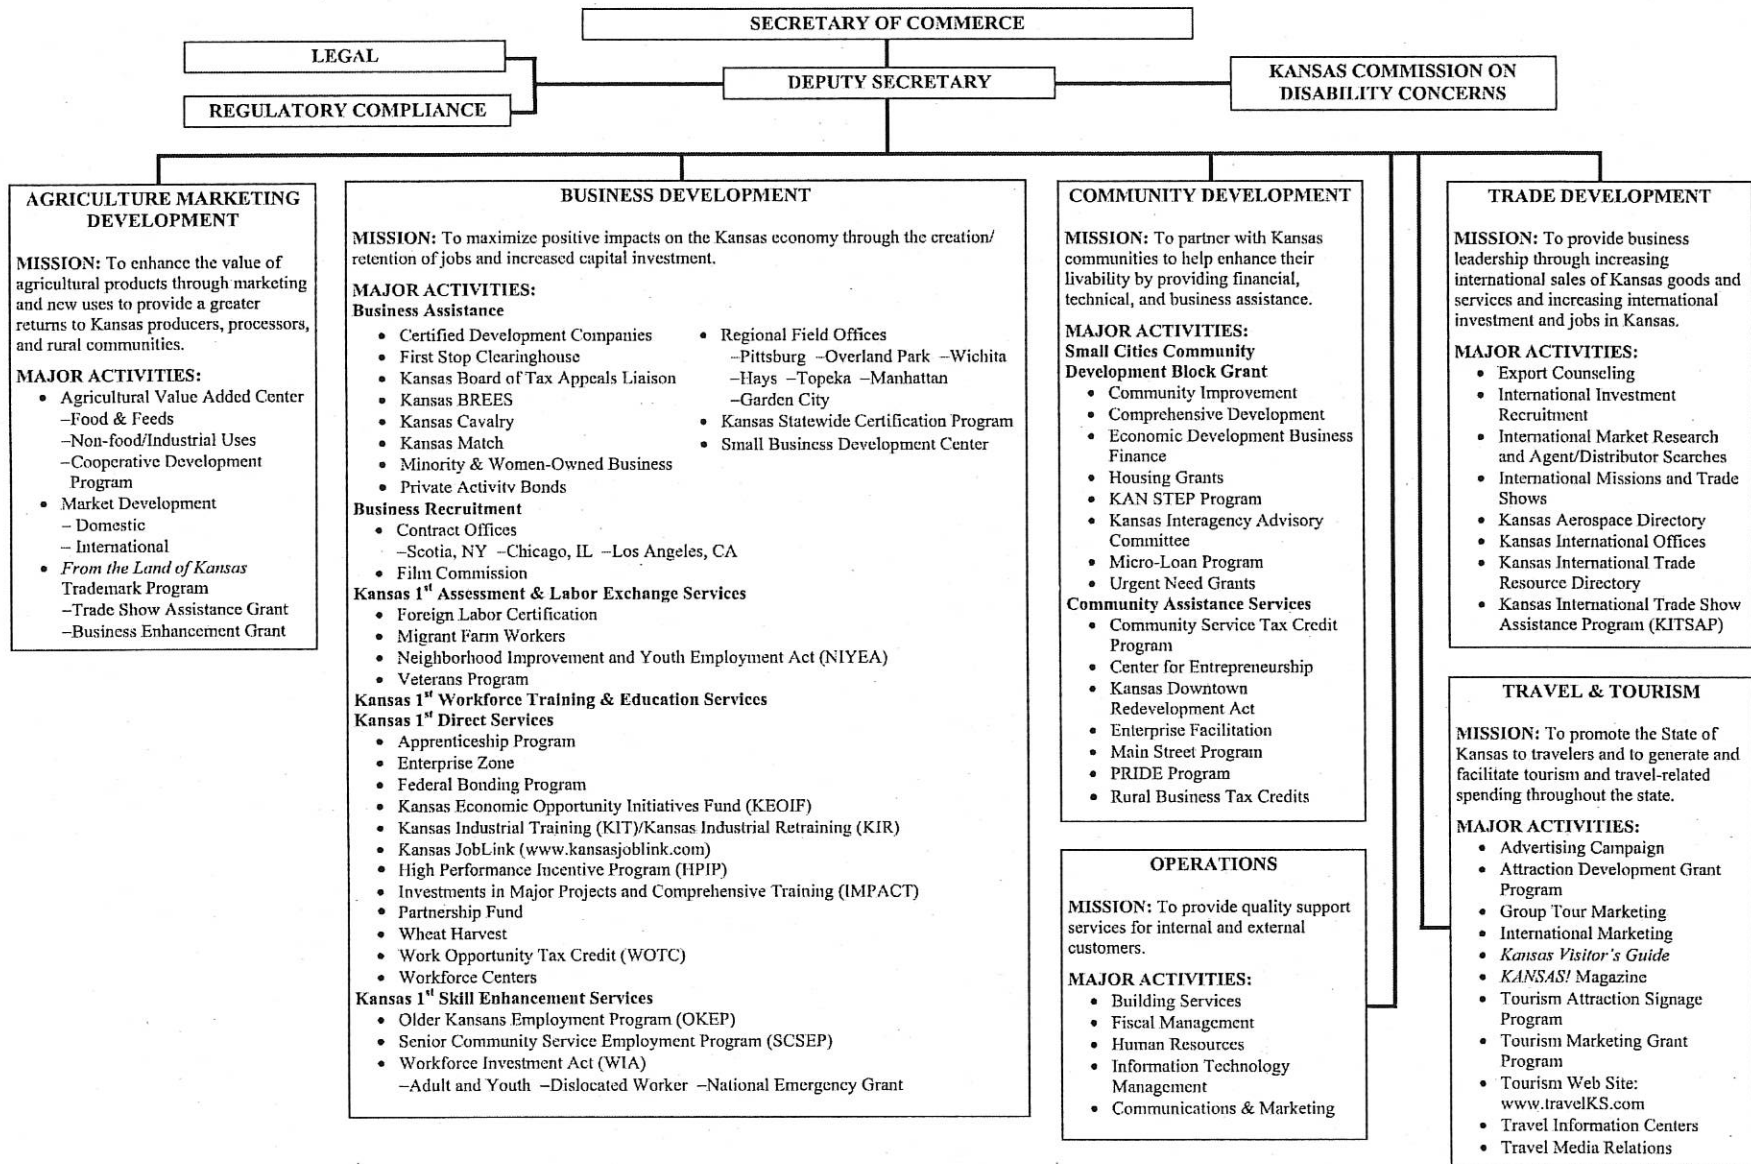 SECRETARY OF COMMERCE
LEGAL
DEPUTY SECRETARY
KANSAS COMMISSION ON
DISABILITY CONCERNS
REGULATORY COMPLIANCE
AGRICULTURE MARKETING
DEVELOPMENT
MISSION: To enhance the value of
agricultural products through marketing
and new uses to provide a greater
returns to Kansas producers, processors,
and rural communities.
MAJOR ACTIVITIES:
• Agricultural Value Added Center
–Food & Feeds
–Non-food/Industrial Uses
–Cooperative Development
Program
• Market Development
– Domestic
– International
• From the Land of Kansas
Trademark Program
–Trade Show Assistance Grant
–Business Enhancement Grant
BUSINESS DEVELOPMENT
MISSION: To maximize positive impacts on the Kansas economy through the creation/
retention of jobs and increased capital investment.
MAJOR ACTIVITIES:
Business Assistance
• Certified Development Companies
• First Stop Clearinghouse
• Kansas Board of Tax Appeals Liaison
• Kansas BREES
• Kansas Cavalry
• Kansas Match
• Minority & Women-Owned Business
• Private Activity Bonds
• Regional Field Offices
–Pittsburg –Overland Park –Wichita
–Hays –Topeka –Manhattan
–Garden City
• Kansas Statewide Certification Program
• Small Business Development Center
Business Recruitment
• Contract Offices
–Scotia, NY –Chicago, IL –Los Angeles, CA
• Film Commission
Kansas 1st Assessment & Labor Exchange Services
• Foreign Labor Certification
• Migrant Farm Workers
• Neighborhood Improvement and Youth Employment Act (NIYEA)
• Veterans Program
Kansas 1st Workforce Training & Education Services
Kansas 1st Direct Services
• Apprenticeship Program
• Enterprise Zone
• Federal Bonding Program
• Kansas Economic Opportunity Initiatives Fund (KEOIF)
• Kansas Industrial Training (KIT)/Kansas Industrial Retraining (KIR)
• Kansas JobLink (www.kansasjoblink.com)
• High Performance Incentive Program (HPIP)
• Investments in Major Projects and Comprehensive Training (IMPACT)
• Partnership Fund
• Wheat Harvest
• Work Opportunity Tax Credit (WOTC)
• Workforce Centers
Kansas 1st Skill Enhancement Services
• Older Kansans Employment Program (OKEP)
• Senior Community Service Employment Program (SCSEP)
• Workforce Investment Act (WIA)
–Adult and Youth –Dislocated Worker –National Emergency Grant
COMMUNITY DEVELOPMENT
MISSION: To partner with Kansas
communities to help enhance their
livability by providing financial,
technical, and business assistance.
MAJOR ACTIVITIES:
Small Cities Community
Development Block Grant
• Community Improvement
• Comprehensive Development
• Economic Development Business
Finance
• Housing Grants
• KAN STEP Program
• Kansas Interagency Advisory
Committee
• Micro-Loan Program
• Urgent Need Grants
Community Assistance Services
• Community Service Tax Credit
Program
• Center for Entrepreneurship
• Kansas Downtown
Redevelopment Act
• Enterprise Facilitation
• Main Street Program
• PRIDE Program
• Rural Business Tax Credits
OPERATIONS
MISSION: To provide quality support
services for internal and external
customers.
MAJOR ACTIVITIES:
• Building Services
• Fiscal Management
• Human Resources
• Information Technology
Management
• Communications & Marketing
TRADE DEVELOPMENT
MISSION: To provide business
leadership through increasing
international sales of Kansas goods and
services and increasing international
investment and jobs in Kansas.
MAJOR ACTIVITIES:
• Export Counseling
• International Investment
Recruitment
• International Market Research
and Agent/Distributor Searches
• International Missions and Trade
Shows
• Kansas Aerospace Directory
• Kansas International Offices
• Kansas International Trade
Resource Directory
• Kansas International Trade Show
Assistance Program (KITSAP)
TRAVEL & TOURISM
MISSION: To promote the State of
Kansas to travelers and to generate and
facilitate tourism and travel-related
spending throughout the state.
MAJOR ACTIVITIES:
• Advertising Campaign
• Attraction Development Grant
Program
• Group Tour Marketing
• International Marketing
• Kansas Visitor's Guide
• KANSAS! Magazine
• Tourism Attraction Signage
Program
• Tourism Marketing Grant
Program
• Tourism Web Site:
www.travelKS.com
• Travel Information Centers
• Travel Media Relations